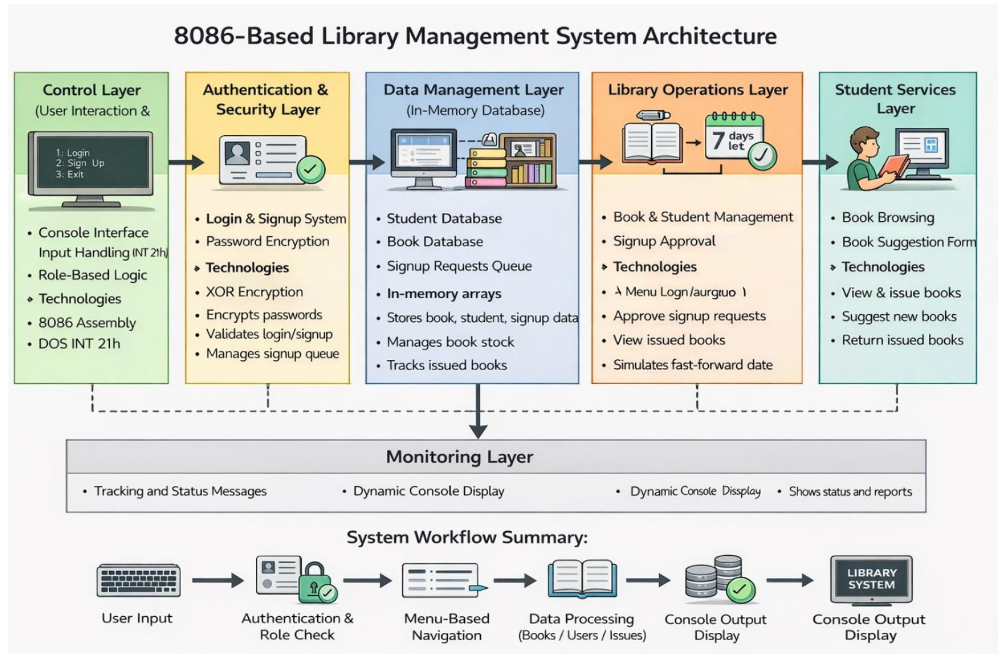 8086-Based Library Management System Architecture
Control Layer
(User Interaction &
1: Login
2: Sign Up
3: Exit
• Console Interface
Input Handling (INT 21h)
• Role-Based Logic
Technologies
• 8086 Assembly
• DOS INT 21h
Authentication &
Security Layer
• Login & Signup System
• Password Encryption
Technologies
• XOR Encryption
• Encrypts passwords
• Validates login/signup
• Manages signup queue
Data Management Layer
(In-Memory Database)
• Student Database
• Book Database
• Signup Requests Queue
• In-memory arrays
• Stores book, student, signup data
• Manages book stock
• Tracks issued books
Library Operations Layer
7 days
let
• Book & Student Management
• Signup Approval
Technologies
• Menu
• Approve signup requests
• View issued books
• Simulates fast-forward date
Student Services
Layer
• Book Browsing
• Book Suggestion Form
Technologies
• View & issue books
• Suggest new books
• Return issued books
Monitoring Layer
• Tracking and Status Messages
• Dynamic Console Display
• Dynamic Console Dissplay
• Shows status and reports
System Workflow Summary:
User Input
Authentication &
Role Check
Menu-Based
Navigation
Data Processing
(Books / Users / Issues)
Console Output
Display
LIBRARY
SYSTEM
Console Output
Display